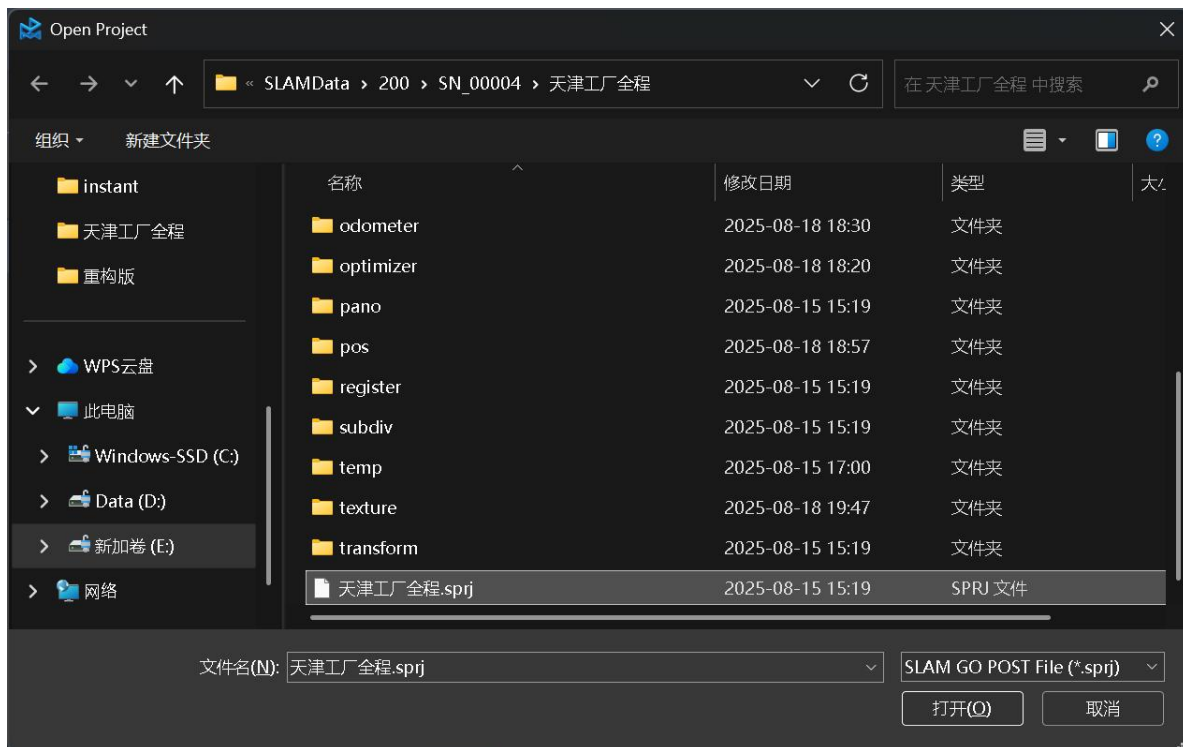 Open Project
« SLAMData › 200 › SN_00004 › 天津工厂全程
在 天津工厂全程 中搜索
组织
新建文件夹
名称 修改日期 类型 大小
instant
天津工厂全程
重构版
WPS云盘
此电脑
Windows-SSD (C:)
Data (D:)
新加卷 (E:)
网络
odometer 2025-08-18 18:30 文件夹
optimizer 2025-08-18 18:20 文件夹
pano 2025-08-15 15:19 文件夹
pos 2025-08-18 18:57 文件夹
register 2025-08-15 15:19 文件夹
subdiv 2025-08-15 15:19 文件夹
temp 2025-08-15 17:00 文件夹
texture 2025-08-18 19:47 文件夹
transform 2025-08-15 15:19 文件夹
天津工厂全程.sprj 2025-08-15 15:19 SPRJ 文件
文件名(N): 天津工厂全程.sprj
SLAM GO POST File (*.sprj)
打开(O)
取消